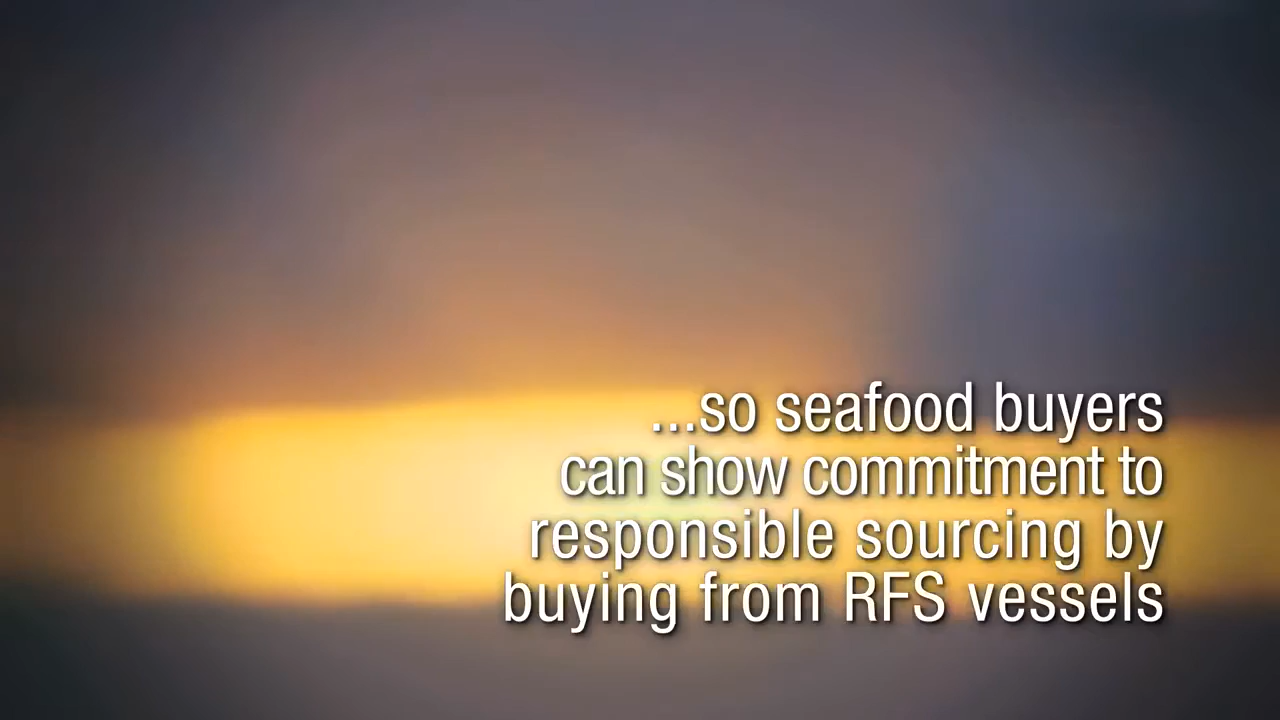 ...so seafood buyers
can show commitment to
responsible sourcing by
buying from RFS vessels